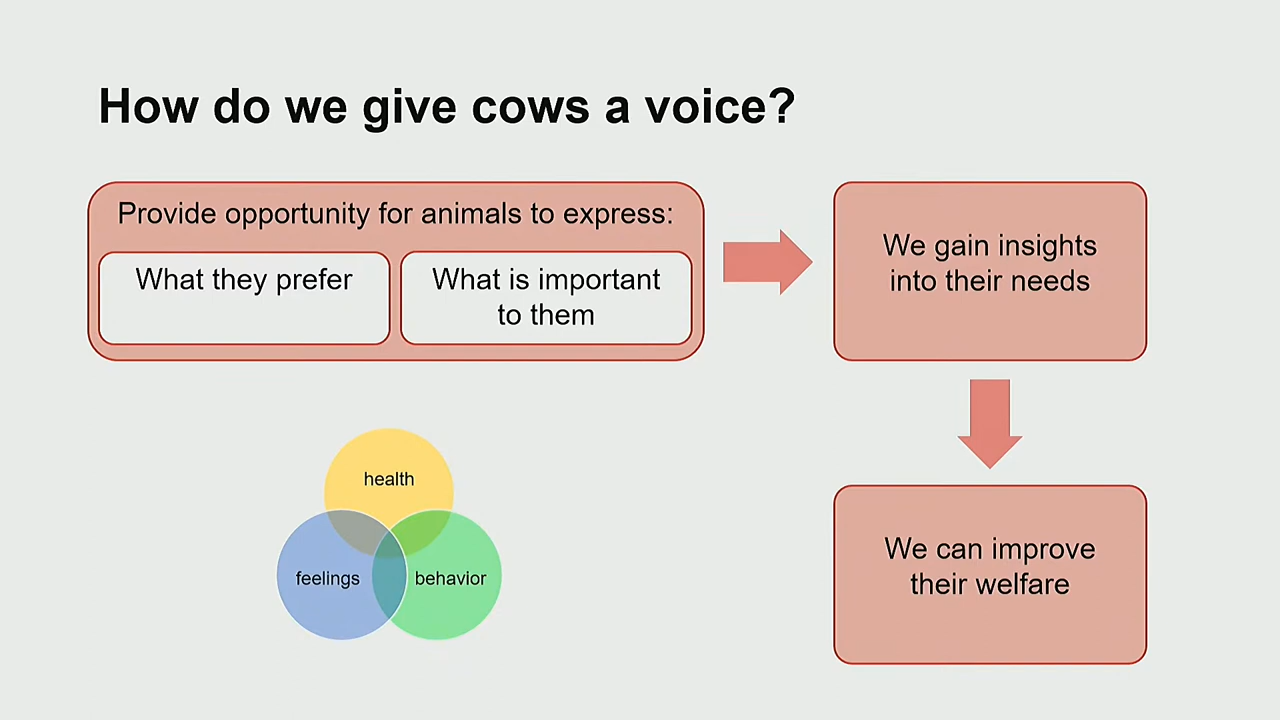 How do we give cows a voice?
Provide opportunity for animals to express:
What they prefer
What is important
to them
We gain insights
into their needs
We can improve
their welfare
health
feelings
behavior